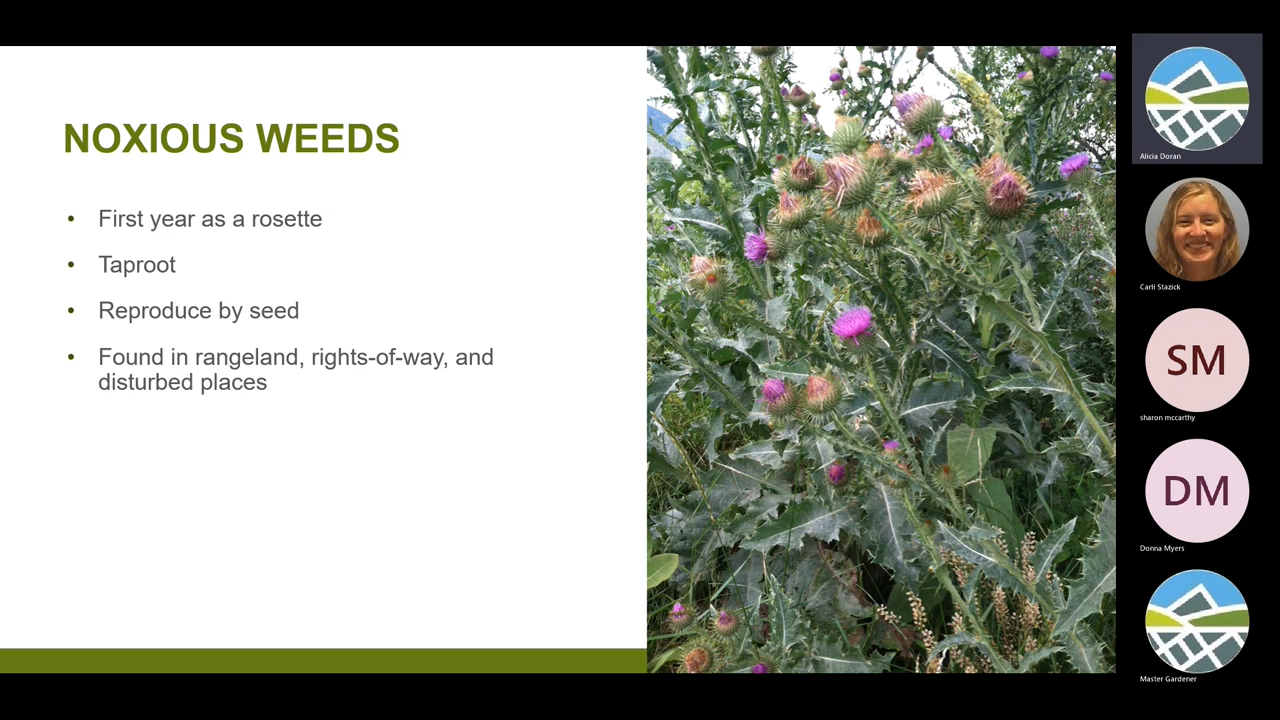 NOXIOUS WEEDS
• First year as a rosette
• Taproot
• Reproduce by seed
• Found in rangeland, rights-of-way, and
disturbed places
Alicia Doran
Carli Stazick
SM
sharon mccarthy
DM
Donna Myers
Master Gardener